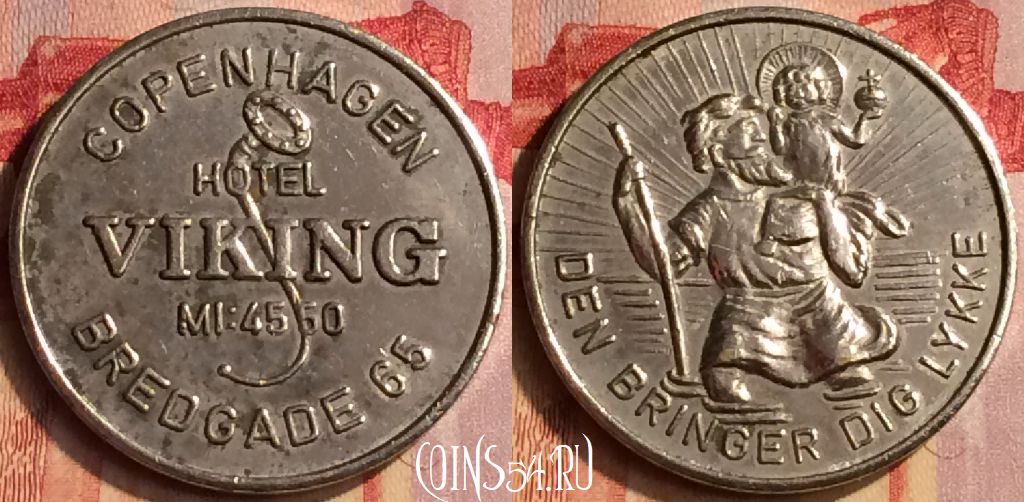 COPENHAGEN
HOTEL
VIKING
MI:4550
BREDGADE 65
DEN BRINGER DIG LYKKE
COINS54.RU